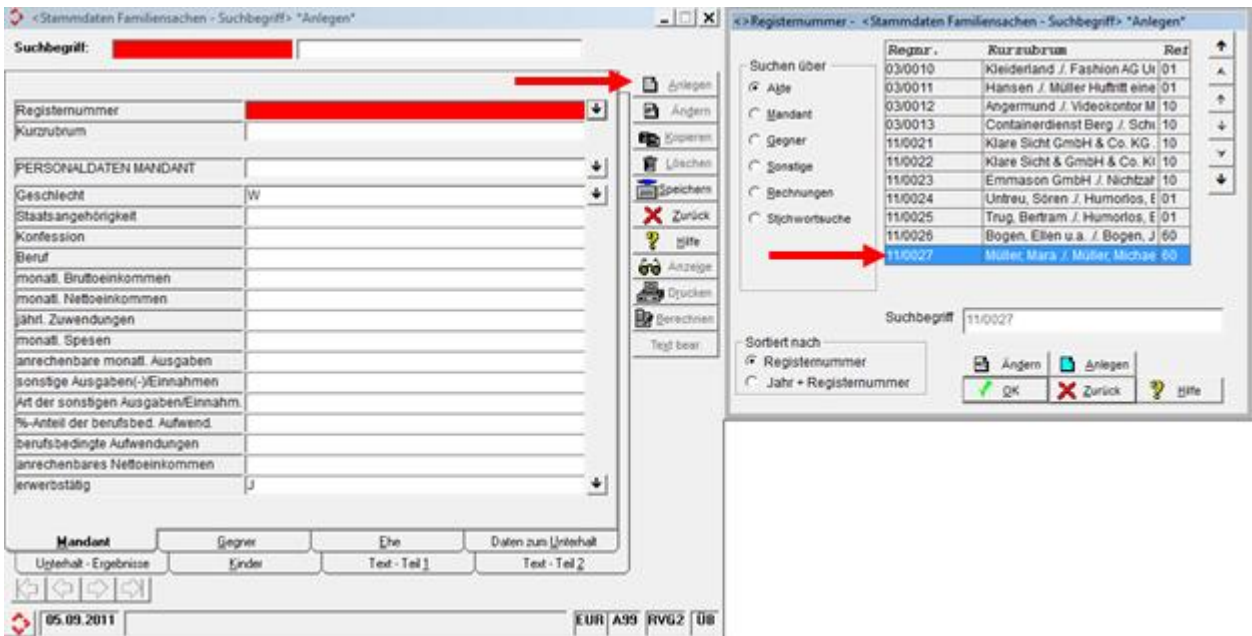 <Stammdaten Familiensachen - Suchbegriff> *Anlegen*
Suchbegriff:
Registernummer
Kurzrubrum
PERSONALDATEN MANDANT
Geschlecht W
Staatsangehörigkeit
Konfession
Beruf
monatl. Bruttoeinkommen
monatl. Nettoeinkommen
jährl. Zuwendungen
monatl. Spesen
anrechenbare monatl. Ausgaben
sonstige Ausgaben(-)/Einnahmen
Art der sonstigen Ausgaben/Einnahm.
%-Anteil der berufsbed. Aufwend.
berufsbedingte Aufwendungen
anrechenbares Nettoeinkommen
erwerbstätig J
Anlegen
Ändern
Kopieren
Löschen
Speichern
Zurück
Hilfe
Anzeige
Drucken
Berechnen
Text bear
Mandant Gegner Ehe Daten zum Unterhalt
Unterhalt - Ergebnisse Kinder Text - Teil 1 Text - Teil 2
05.09.2011 EUR A99 RVG2 ÜB
<>Registernummer - <Stammdaten Familiensachen - Suchbegriff> *Anlegen*
Suchen über
Akte
Mandant
Gegner
Sonstige
Rechnungen
Stichwortsuche
Regnr. Kurzubrum Ref
03/0010 Kleiderland ./. Fashion AG 01
03/0011 Hansen ./. Müller Huftritt eine 01
03/0012 Angermund ./. Videokontor M 10
03/0013 Containerdienst Berg ./. Schu 10
11/0021 Klare Sicht GmbH & Co. KG . 10
11/0022 Klare Sicht & GmbH & Co. KI 10
11/0023 Emmason GmbH ./. Nichtzah 10
11/0024 Untreu, Sören ./. Humorlos, E 01
11/0025 Trug, Bertram ./. Humorlos, E 01
11/0026 Bogen, Ellen u.a. ./. Bogen, J 60
11/0027 Müller, Mara ./. Müller, Michae 60
Suchbegriff 11/0027
Sortiert nach
Registernummer
Jahr + Registernummer
Ändern Anlegen
OK Zurück Hilfe